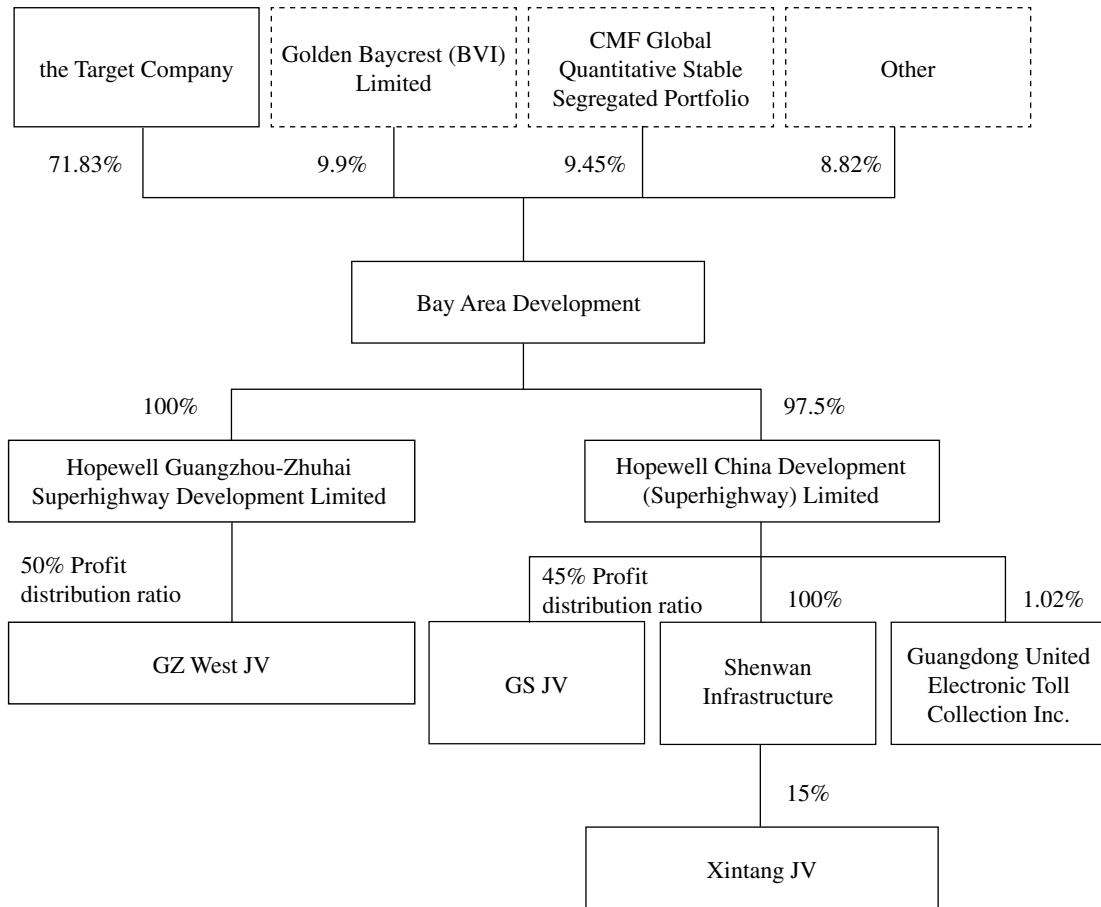 the Target Company
Golden Baycrest (BVI)
Limited
CMF Global
Quantitative Stable
Segregated Portfolio
Other
71.83%
9.9%
9.45%
8.82%
Bay Area Development
100%
97.5%
Hopewell Guangzhou-Zhuhai
Superhighway Development Limited
Hopewell China Development
(Superhighway) Limited
50% Profit
distribution ratio
45% Profit
distribution ratio
100%
1.02%
GZ West JV
GS JV
Shenwan
Infrastructure
Guangdong United
Electronic Toll
Collection Inc.
15%
Xintang JV